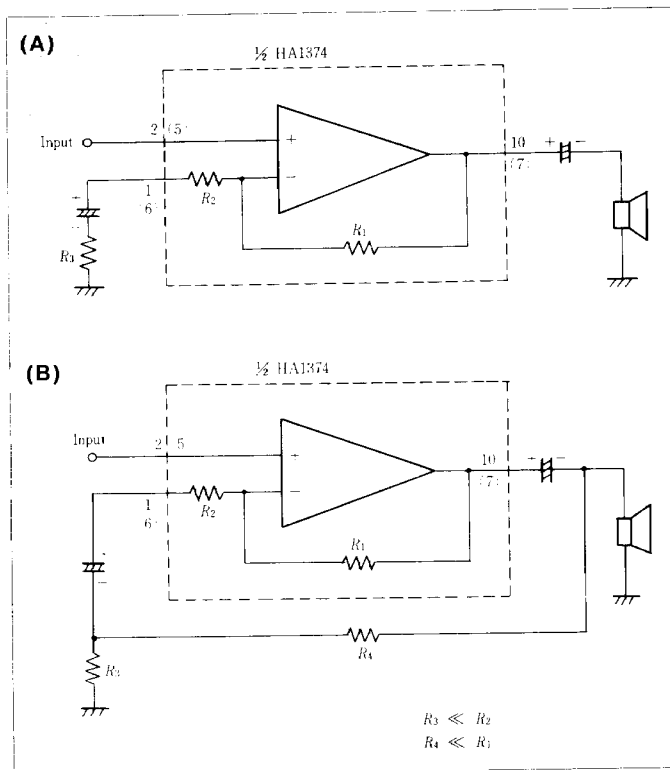 (A)
½ HA1374
Input
2 (5)
+
10
(7)
+ −
1
(6)
R₂
−
+
R₁
R₃
(B)
½ HA1374
Input
2 5
+
10
(7)
+ −
1
6)
R₂
−
R₁
R₄
R₃ ≪ R₂
R₄ ≪ R₁